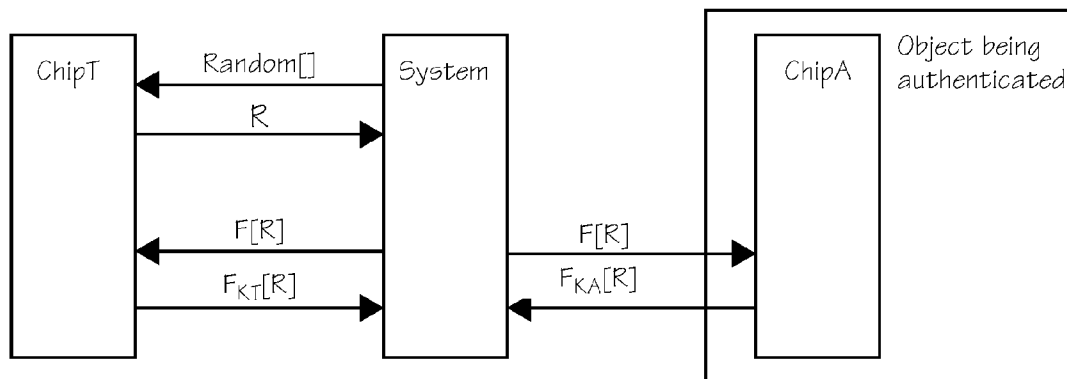 ChipT
Random[]
System
ChipA
Object being
authenticated
R
F[R]
F[R]
FKT[R]
FKA[R]